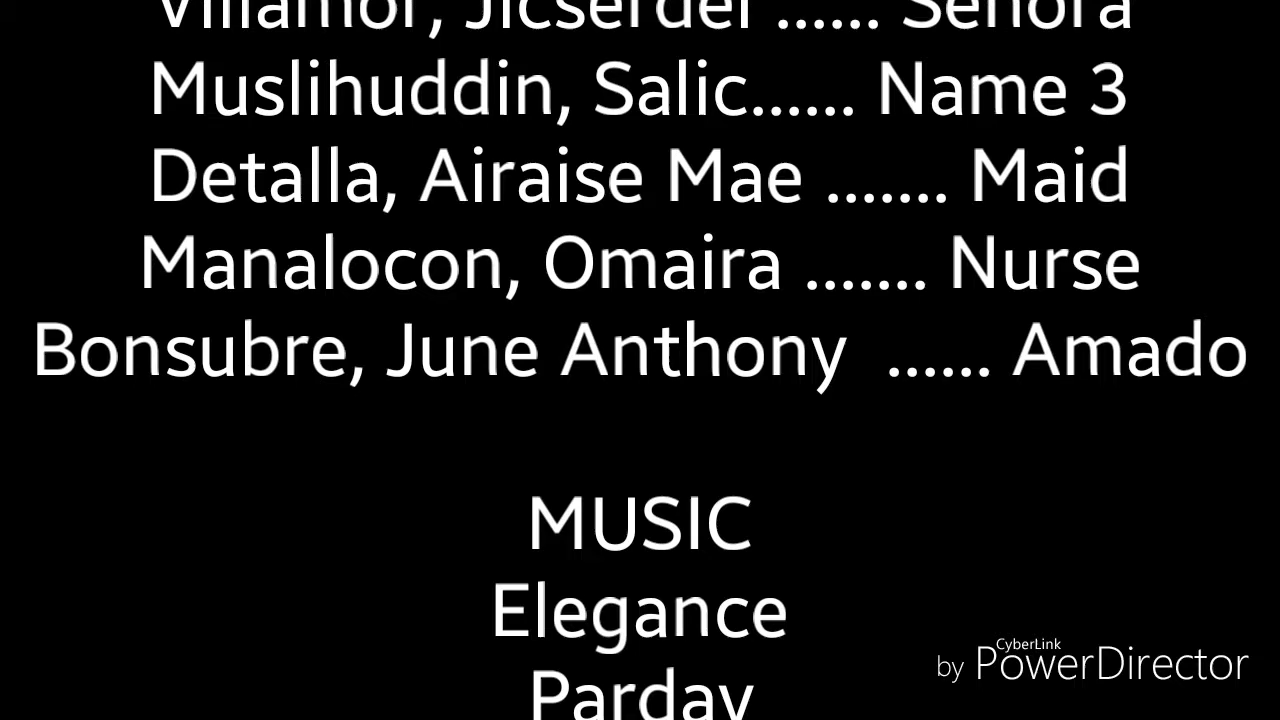 Villamor, Jicserdel ...... Señora
Muslihuddin, Salic...... Name 3
Detalla, Airaise Mae ....... Maid
Manalocon, Omaira ....... Nurse
Bonsubre, June Anthony  ...... Amado
MUSIC
Elegance
Parday
CyberLink
by PowerDirector